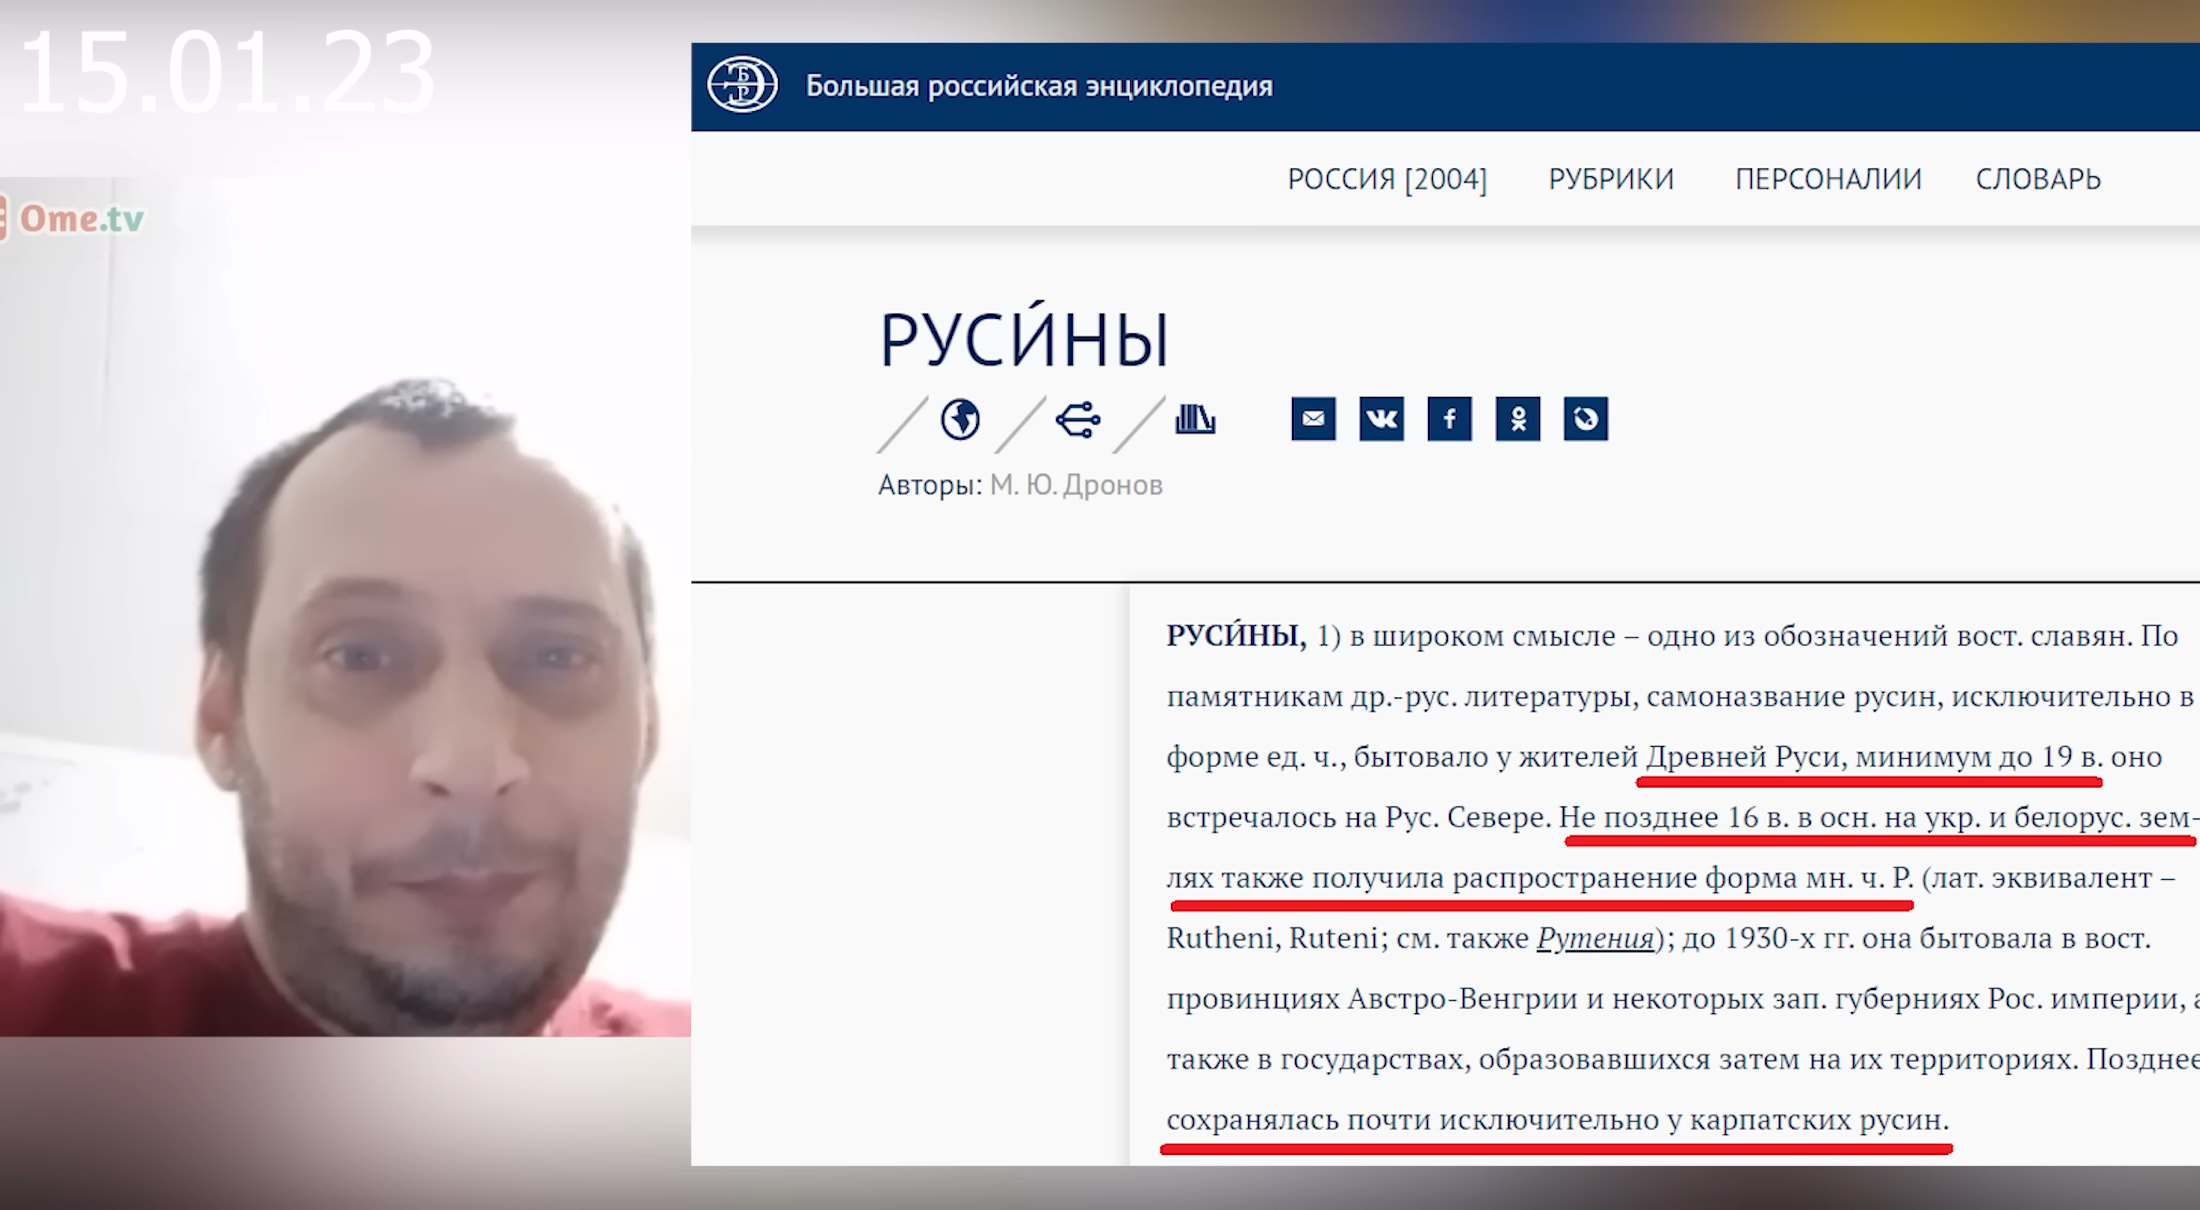 15.01.23
Ome.tv
Большая российская энциклопедия
РОССИЯ [2004] РУБРИКИ ПЕРСОНАЛИИ СЛОВАРЬ
РУСИ́НЫ
Авторы: М. Ю. Дронов
РУСИ́НЫ, 1) в широком смысле – одно из обозначений вост. славян. По
памятникам др.-рус. литературы, самоназвание русин, исключительно в
форме ед. ч., бытовало у жителей Древней Руси, минимум до 19 в. оно
встречалось на Рус. Севере. Не позднее 16 в. в осн. на укр. и белорус. зем-
лях также получила распространение форма мн. ч. Р. (лат. эквивалент –
Rutheni, Ruteni; см. также Рутения); до 1930-х гг. она бытовала в вост.
провинциях Австро-Венгрии и некоторых зап. губерниях Рос. империи, а
также в государствах, образовавшихся затем на их территориях. Позднее
сохранялась почти исключительно у карпатских русин.